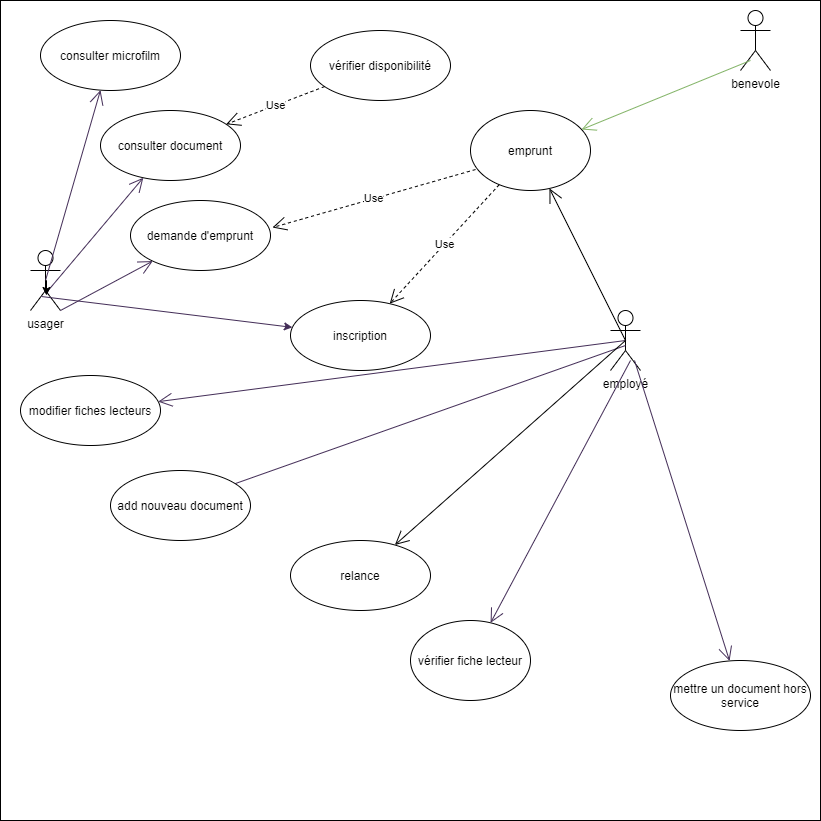 consulter microfilm
vérifier disponibilité
benevole
Use
consulter document
emprunt
Use
demande d'emprunt
Use
usager
inscription
employé
modifier fiches lecteurs
add nouveau document
relance
vérifier fiche lecteur
mettre un document hors
service